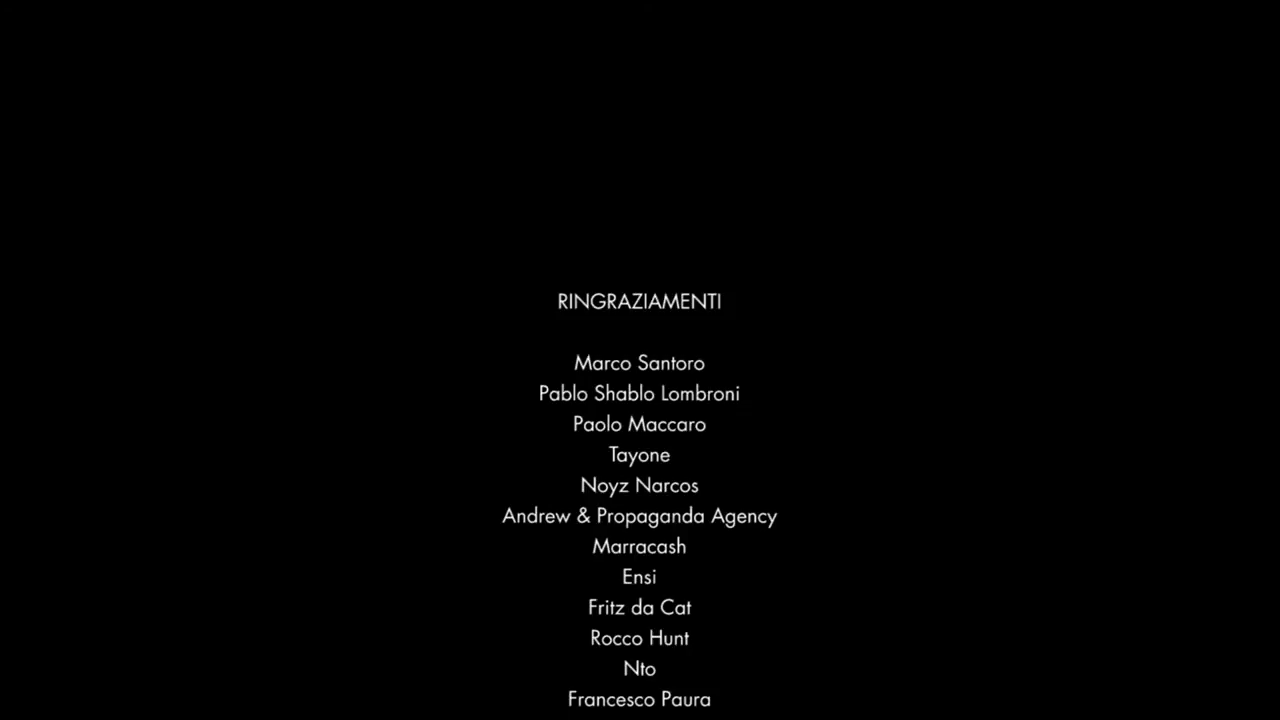 RINGRAZIAMENTI
Marco Santoro
Pablo Shablo Lombroni
Paolo Maccaro
Tayone
Noyz Narcos
Andrew & Propaganda Agency
Marracash
Ensi
Fritz da Cat
Rocco Hunt
Nto
Francesco Paura